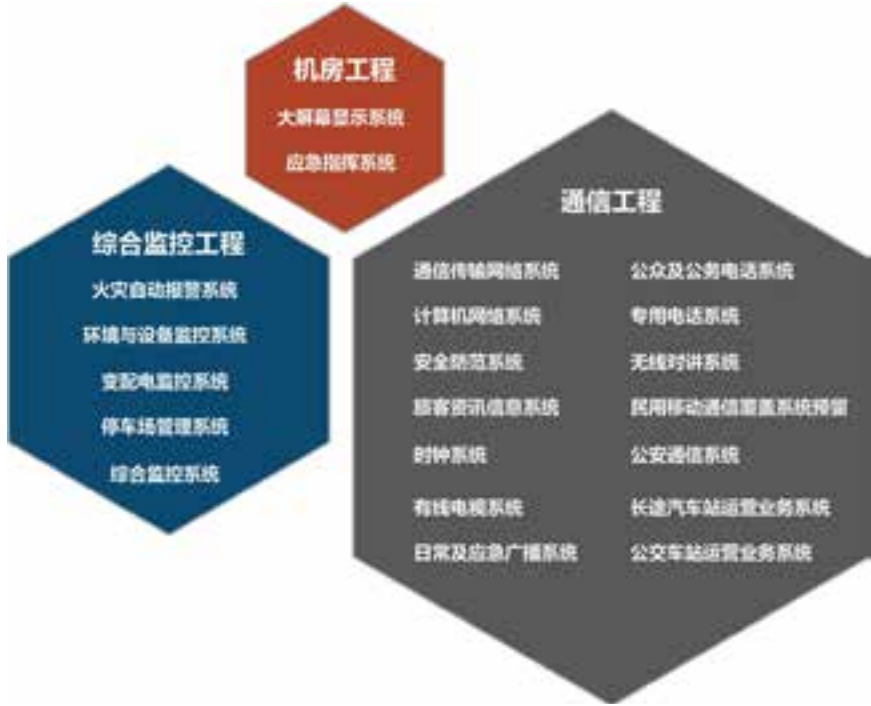 机房工程
大屏幕显示系统
应急指挥系统
综合监控工程
火灾自动报警系统
环境与设备监控系统
变配电监控系统
停车场管理系统
综合监控系统
通信工程
通信传输网络系统
计算机网络系统
安全防范系统
旅客资讯信息系统
时钟系统
有线电视系统
日常及应急广播系统
公众及公务电话系统
专用电话系统
无线对讲系统
民用移动通信覆盖系统预留
公安通信系统
长途汽车站运营业务系统
公交车站运营业务系统